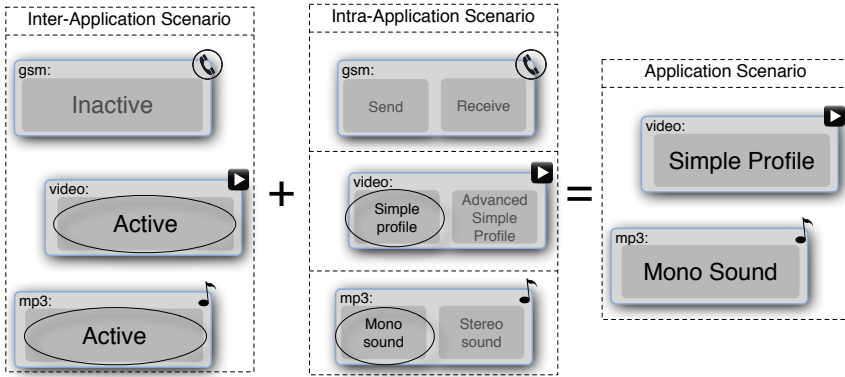 Inter-Application Scenario
gsm:
Inactive
video:
Active
mp3:
Active
+
Intra-Application Scenario
gsm:
Send
Receive
video:
Simple
profile
Advanced
Simple
Profile
mp3:
Mono
sound
Stereo
sound
=
Application Scenario
video:
Simple Profile
mp3:
Mono Sound